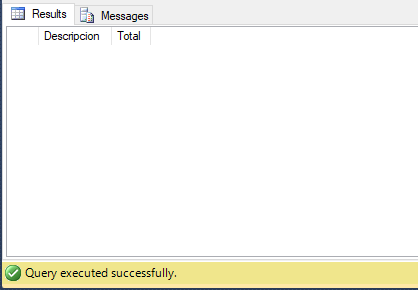 Results Messages
Descripcion Total
Query executed successfully.